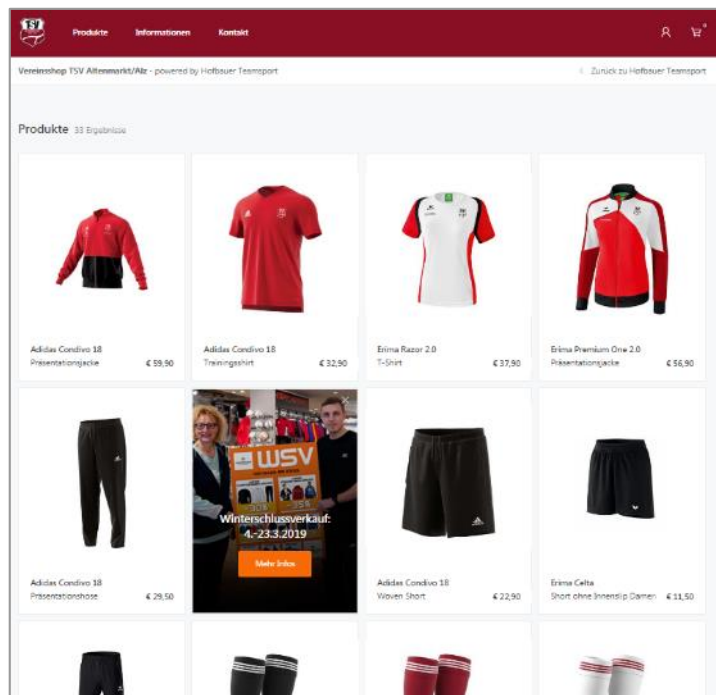 TSV
Produkte Informationen Kontakt
Vereinsshop TSV Altenmarkt/Alz - powered by Hofbauer Teamsport
Zurück zu Hofbauer Teamsport
Produkte 33 Ergebnisse
Adidas Condivo 18
Präsentationsjacke € 59,90
Adidas Condivo 18
Trainingsshirt € 32,90
Erima Razor 2.0
T-Shirt € 37,90
Erima Premium One 2.0
Präsentationsjacke € 56,90
Adidas Condivo 18
Präsentationshose € 29,50
WSV
Winterschlussverkauf:
4.-23.3.2019
Mehr Infos
Adidas Condivo 18
Woven Short € 22,90
Erima Celta
Short ohne Innenslip Damen € 11,50